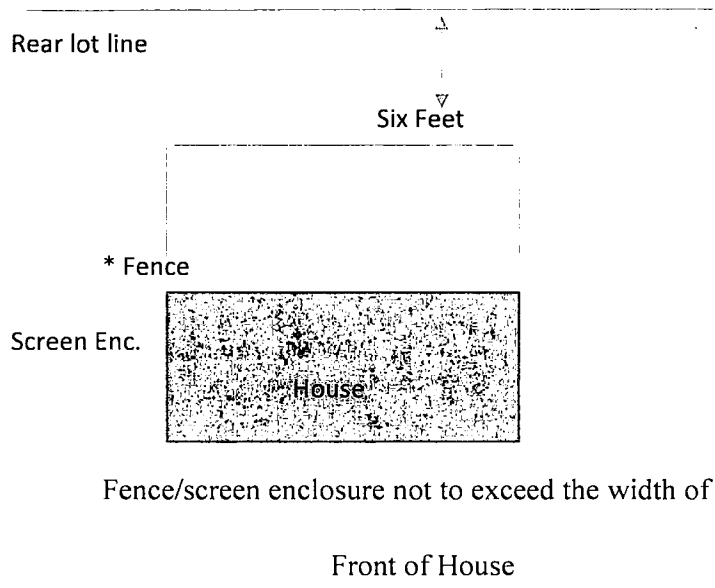 Rear lot line
Six Feet
* Fence
Screen Enc.
House
Fence/screen enclosure not to exceed the width of
Front of House